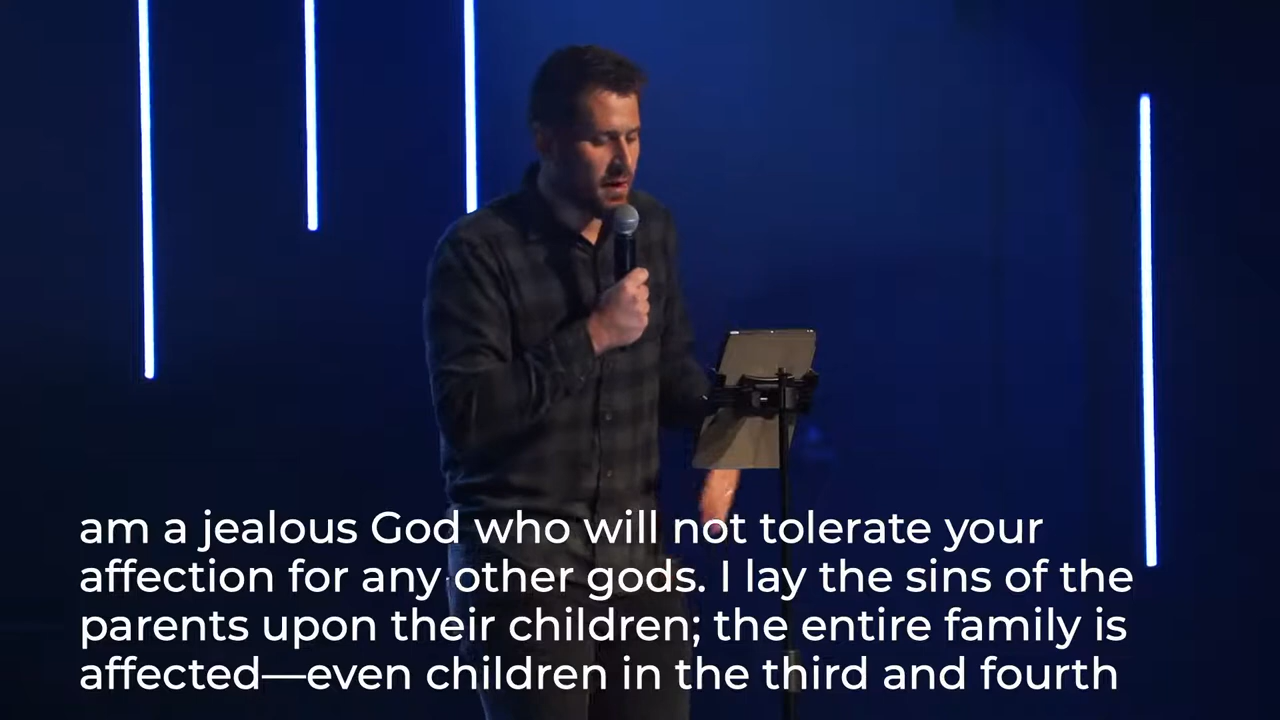 am a jealous God who will not tolerate your
affection for any other gods. I lay the sins of the
parents upon their children; the entire family is
affected—even children in the third and fourth